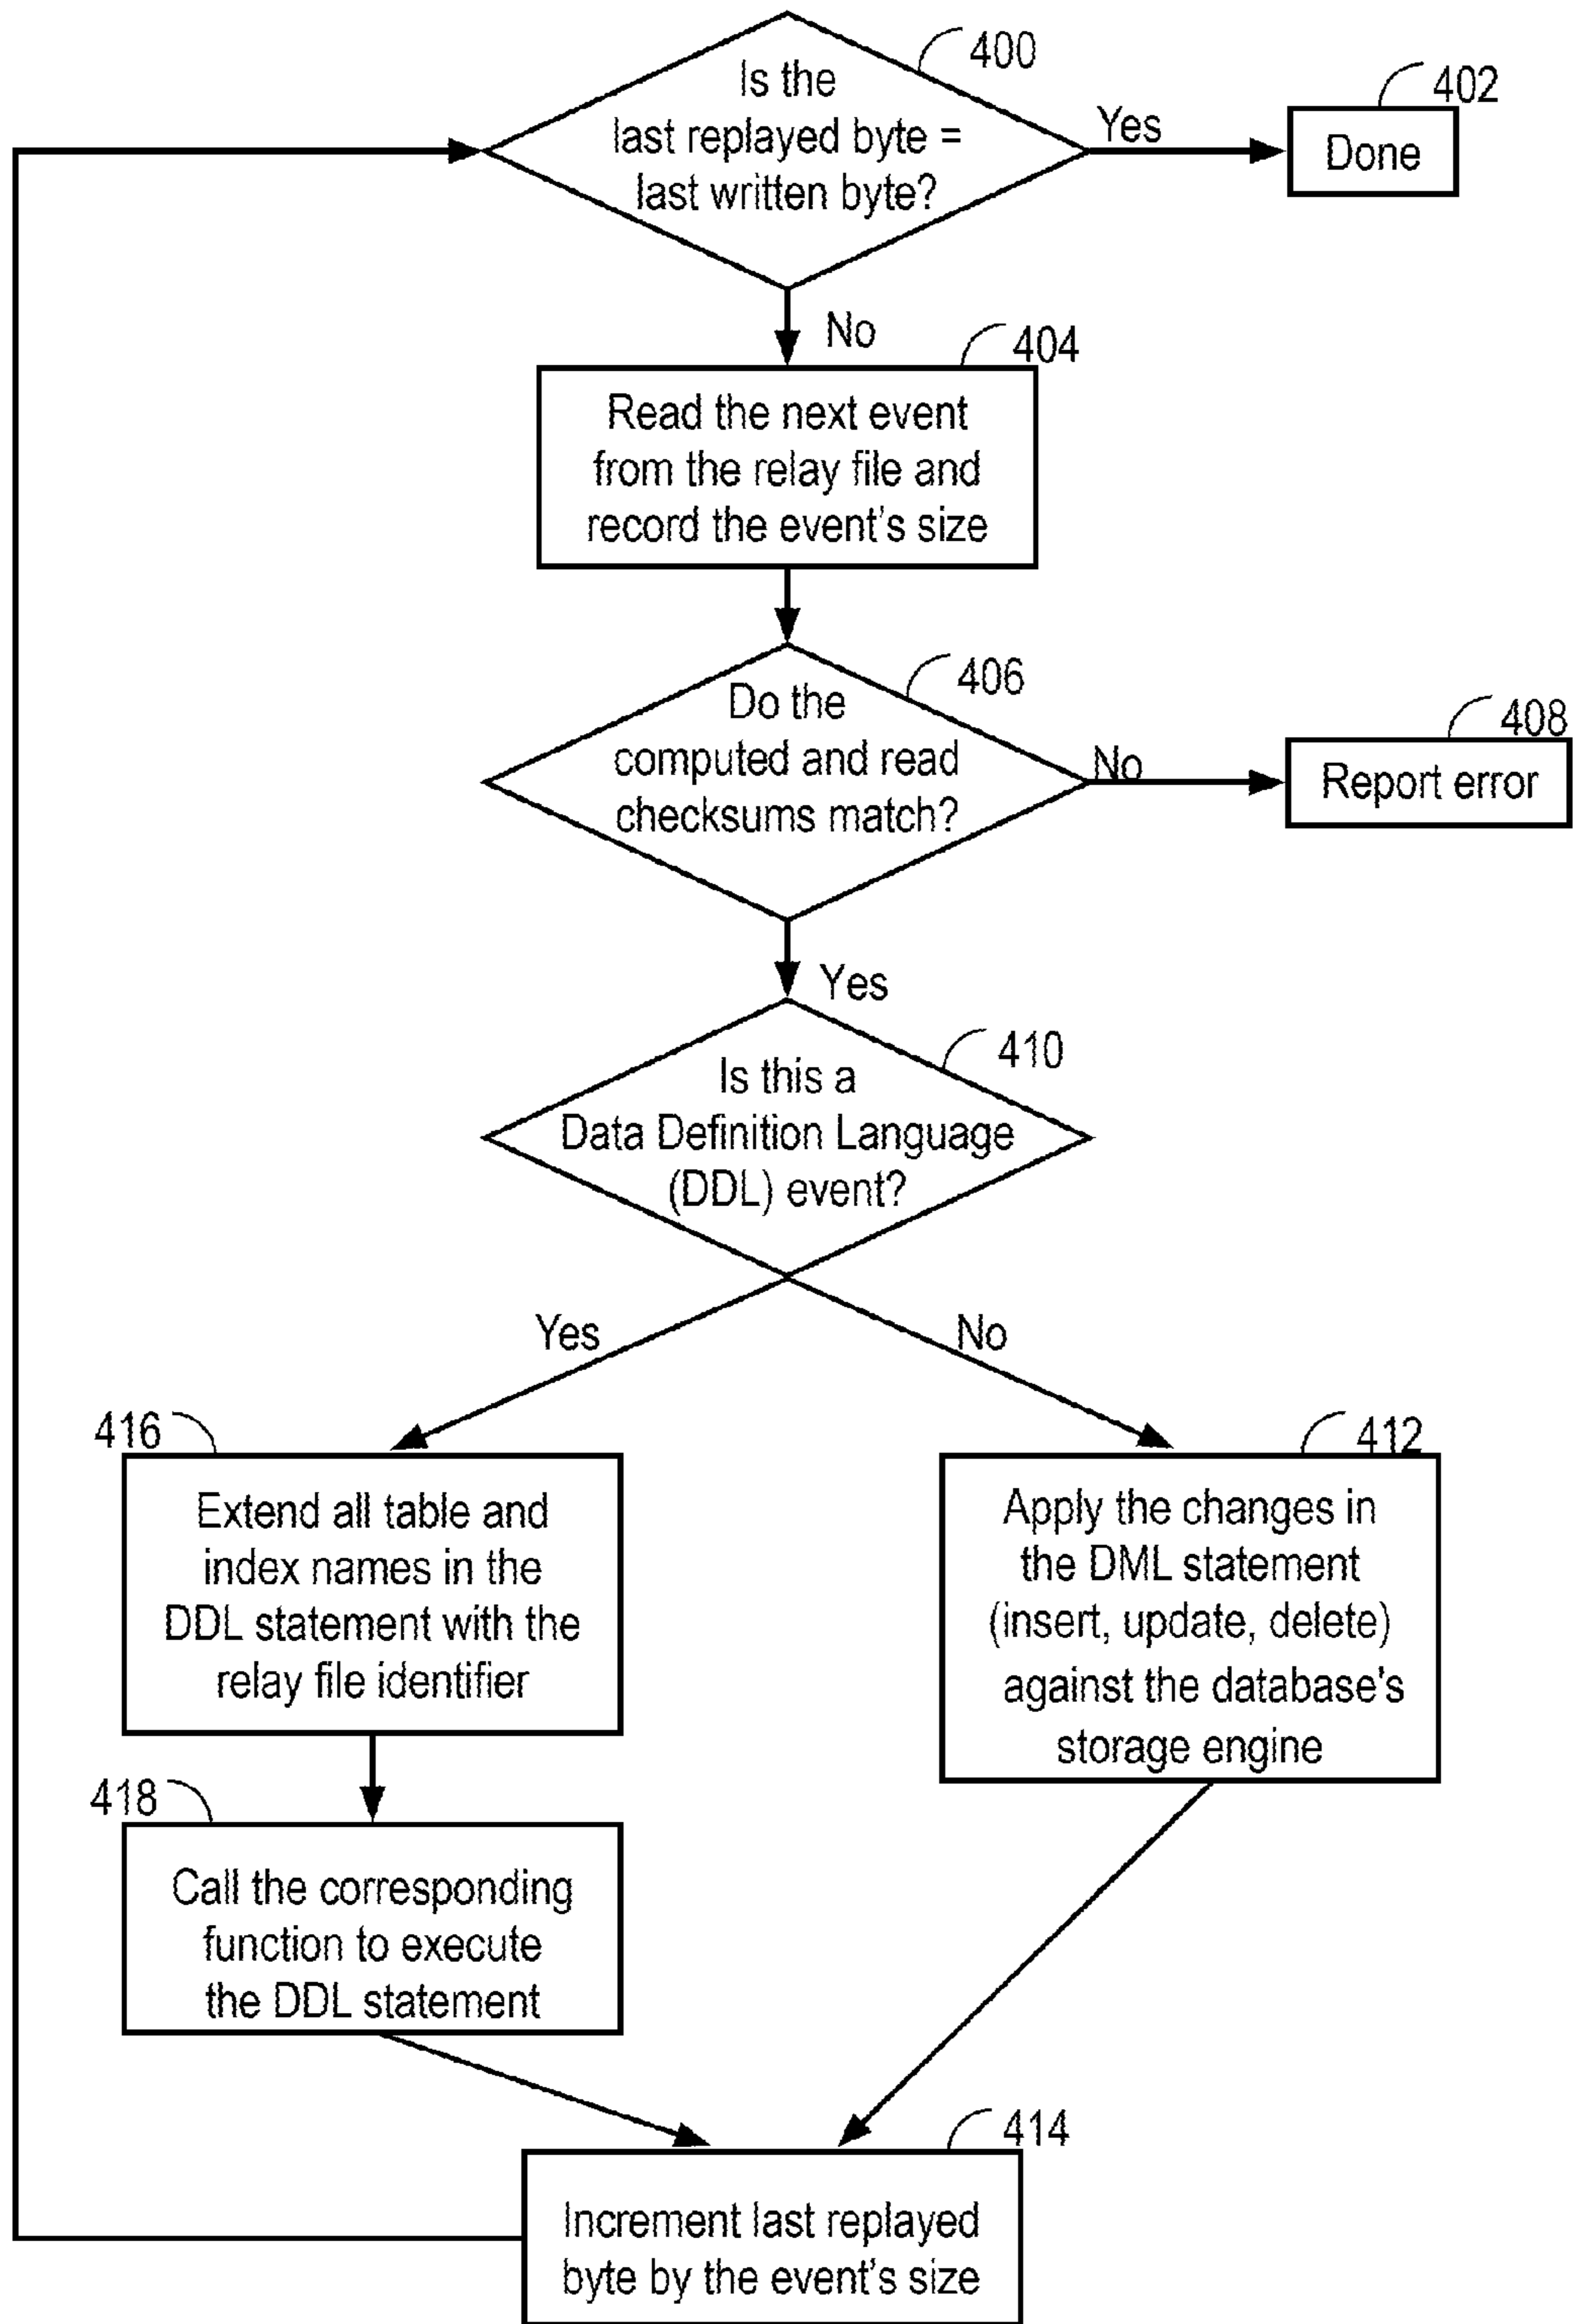 400
Is the
last replayed byte =
last written byte?
Yes
402
Done
No
404
Read the next event
from the relay file and
record the event's size
406
Do the
computed and read
checksums match?
No
408
Report error
Yes
410
Is this a
Data Definition Language
(DDL) event?
Yes
No
416
Extend all table and
index names in the
DDL statement with the
relay file identifier
412
Apply the changes in
the DML statement
(insert, update, delete)
against the database's
storage engine
418
Call the corresponding
function to execute
the DDL statement
414
Increment last replayed
byte by the event's size